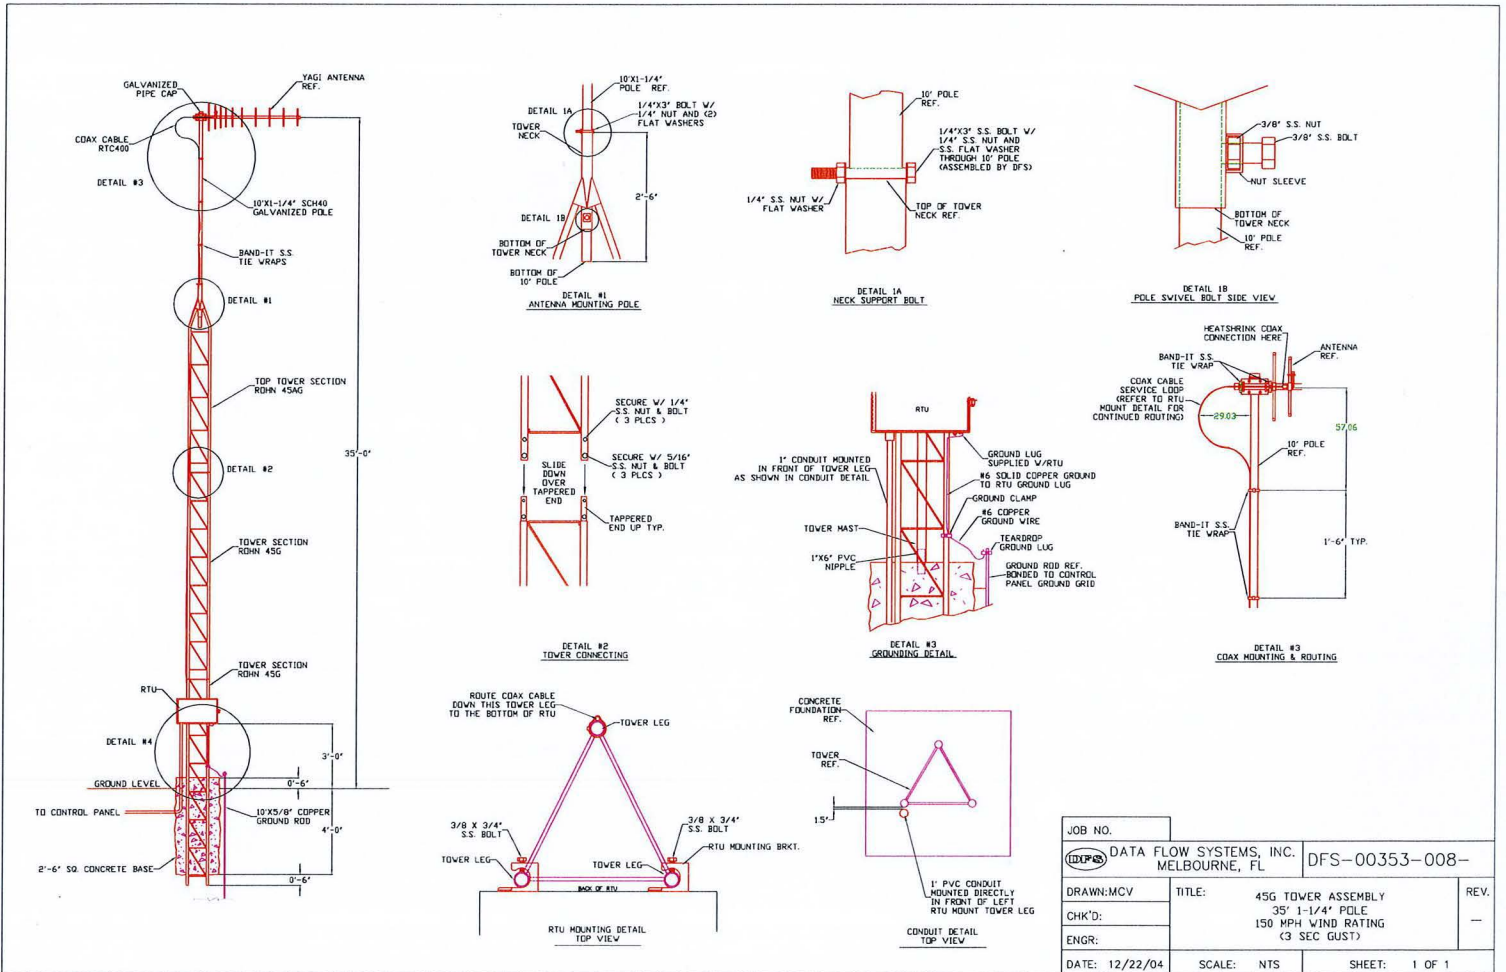 GALVANIZED
PIPE CAP
YAGI ANTENNA
REF.
COAX CABLE
RTC400
DETAIL #3
10'X1-1/4" SCH40
GALVANIZED POLE
BAND-IT S.S.
TIE WRAPS
DETAIL #1
TOP TOWER SECTION
ROHN 45AG
35'-0"
DETAIL #2
TOWER SECTION
ROHN 45G
TOWER SECTION
ROHN 45G
RTU
DETAIL #4
3'-0"
GROUND LEVEL
0'-6"
TO CONTROL PANEL
10'X5/8" COPPER
GROUND ROD
4'-0"
2'-6" SQ. CONCRETE BASE
0'-6"
10'X1-1/4"
POLE REF.
DETAIL 1A
1/4"X3" BOLT W/
1/4" NUT AND (2)
FLAT WASHERS
TOWER
NECK
2'-6"
DETAIL 1B
BOTTOM OF
TOWER NECK
BOTTOM OF
10' POLE
DETAIL #1
ANTENNA MOUNTING POLE
10' POLE
REF.
1/4"X3" S.S. BOLT W/
1/4" S.S. NUT AND
S.S. FLAT WASHER
THROUGH 10' POLE
(ASSEMBLED BY DFS)
1/4" S.S. NUT W/
FLAT WASHER
TOP OF TOWER
NECK REF.
DETAIL 1A
NECK SUPPORT BOLT
3/8" S.S. NUT
3/8" S.S. BOLT
NUT SLEEVE
BOTTOM OF
TOWER NECK
10' POLE
REF.
DETAIL 1B
POLE SWIVEL BOLT SIDE VIEW
SECURE W/ 1/4"
S.S. NUT & BOLT
( 3 PLCS )
SECURE W/ 5/16"
S.S. NUT & BOLT
( 3 PLCS )
SLIDE
DOWN
OVER
TAPPERED
END
TAPPERED
END UP TYP.
DETAIL #2
TOWER CONNECTING
RTU
1" CONDUIT MOUNTED
IN FRONT OF TOWER LEG
AS SHOWN IN CONDUIT DETAIL
GROUND LUG
SUPPLIED W/RTU
#6 SOLID COPPER GROUND
TO RTU GROUND LUG
GROUND CLAMP
#6 COPPER
GROUND WIRE
TOWER MAST
TEARDROP
GROUND LUG
1"X6" PVC
NIPPLE
GROUND ROD REF.
BONDED TO CONTROL
PANEL GROUND GRID
DETAIL #3
GROUNDING DETAIL
HEATSHRINK COAX
CONNECTION HERE
BAND-IT S.S.
TIE WRAP
ANTENNA
REF.
COAX CABLE
SERVICE LOOP
(REFER TO RTU
MOUNT DETAIL FOR
CONTINUED ROUTING)
29.03
57.06
10' POLE
REF.
BAND-IT S.S.
TIE WRAP
1'-6" TYP.
DETAIL #3
COAX MOUNTING & ROUTING
ROUTE COAX CABLE
DOWN THIS TOWER LEG
TO THE BOTTOM OF RTU
TOWER LEG
3/8 X 3/4"
S.S. BOLT
3/8 X 3/4"
S.S. BOLT
RTU MOUNTING BRKT.
TOWER LEG
TOWER LEG
BACK OF RTU
RTU MOUNTING DETAIL
TOP VIEW
CONCRETE
FOUNDATION
REF.
TOWER
REF.
1.5"
1" PVC CONDUIT
MOUNTED DIRECTLY
IN FRONT OF LEFT
RTU MOUNT TOWER LEG
CONDUIT DETAIL
TOP VIEW
JOB NO.
DFS DATA FLOW SYSTEMS, INC.
MELBOURNE, FL
DFS-00353-008-
DRAWN:MCV
CHK'D:
ENGR:
TITLE:
45G TOWER ASSEMBLY
35' 1-1/4" POLE
150 MPH WIND RATING
(3 SEC GUST)
REV.
—
DATE: 12/22/04
SCALE: NTS
SHEET: 1 OF 1